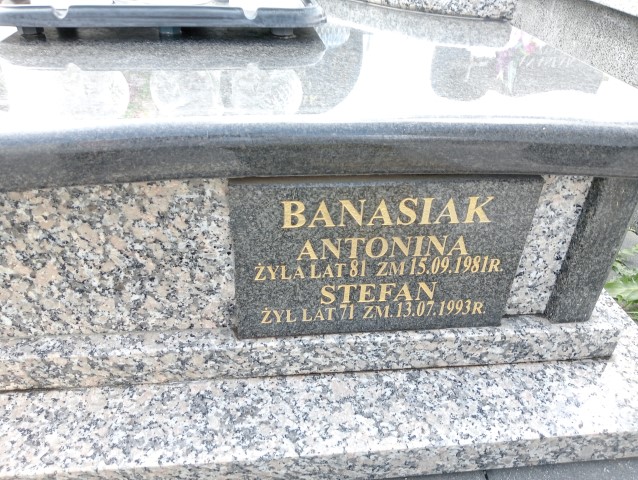 BANASIAK
ANTONINA
ŻYŁA LAT 81 ZM 15.09.1981R.
STEFAN
ŻYŁ LAT 71 ZM. 13.07.1993R.